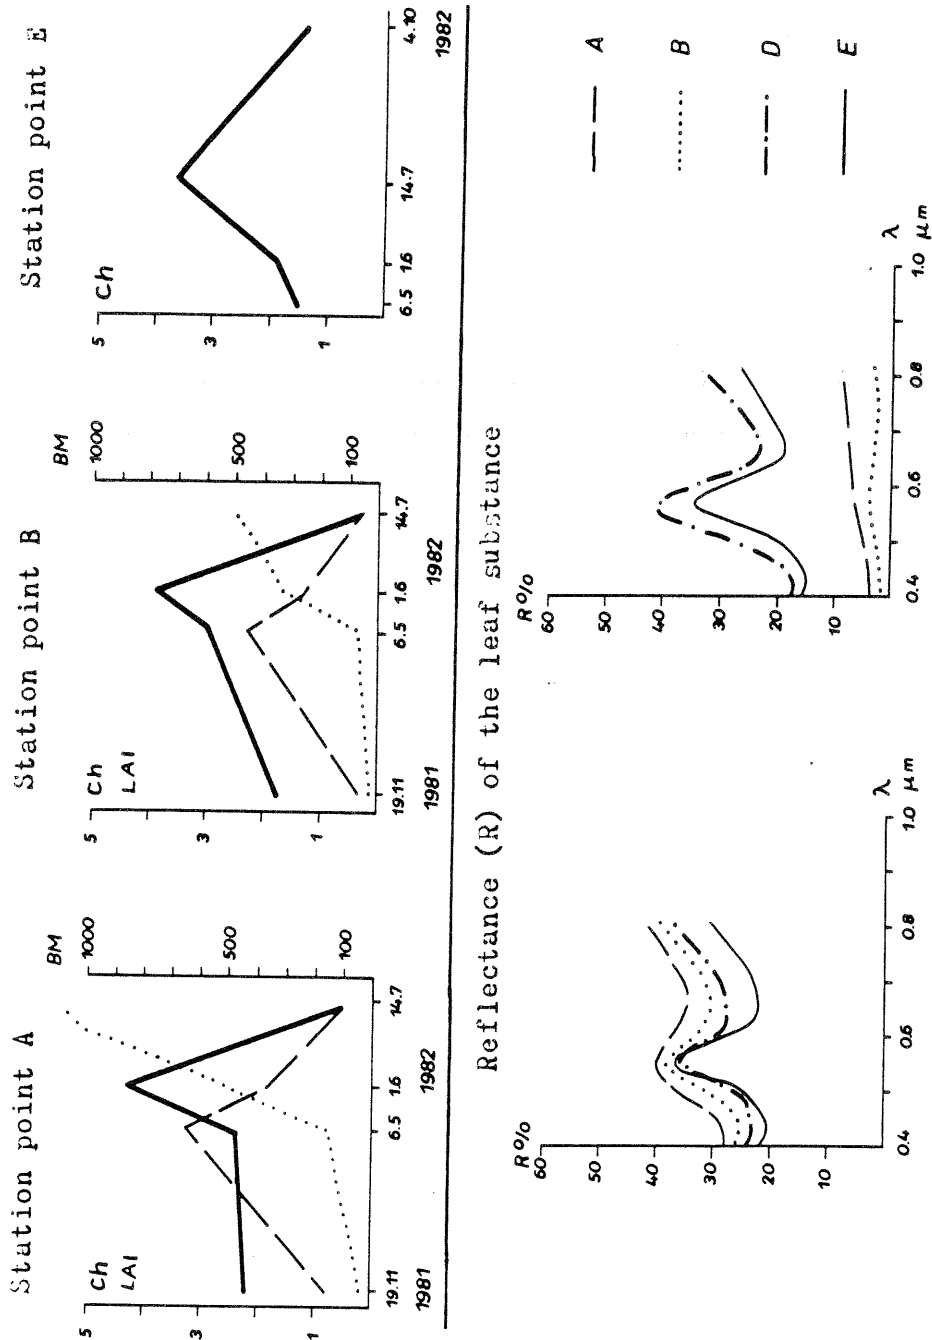 Station point A
Ch
LAI
BM
5
3
1
1000
500
100
19.11
6.5
1.6
14.7
1981
1982
Station point B
Ch
LAI
BM
5
3
1
1000
500
100
19.11
6.5
1.6
14.7
1981
1982
Station point E
Ch
5
3
1
6.5
1.6
14.7
4.10
1982
Reflectance (R) of the leaf substance
R%
60
50
40
30
20
10
0.4
0.6
0.8
1.0
λ
μm
R%
60
50
40
30
20
10
0.4
0.6
0.8
1.0
λ
μm
A
B
D
E